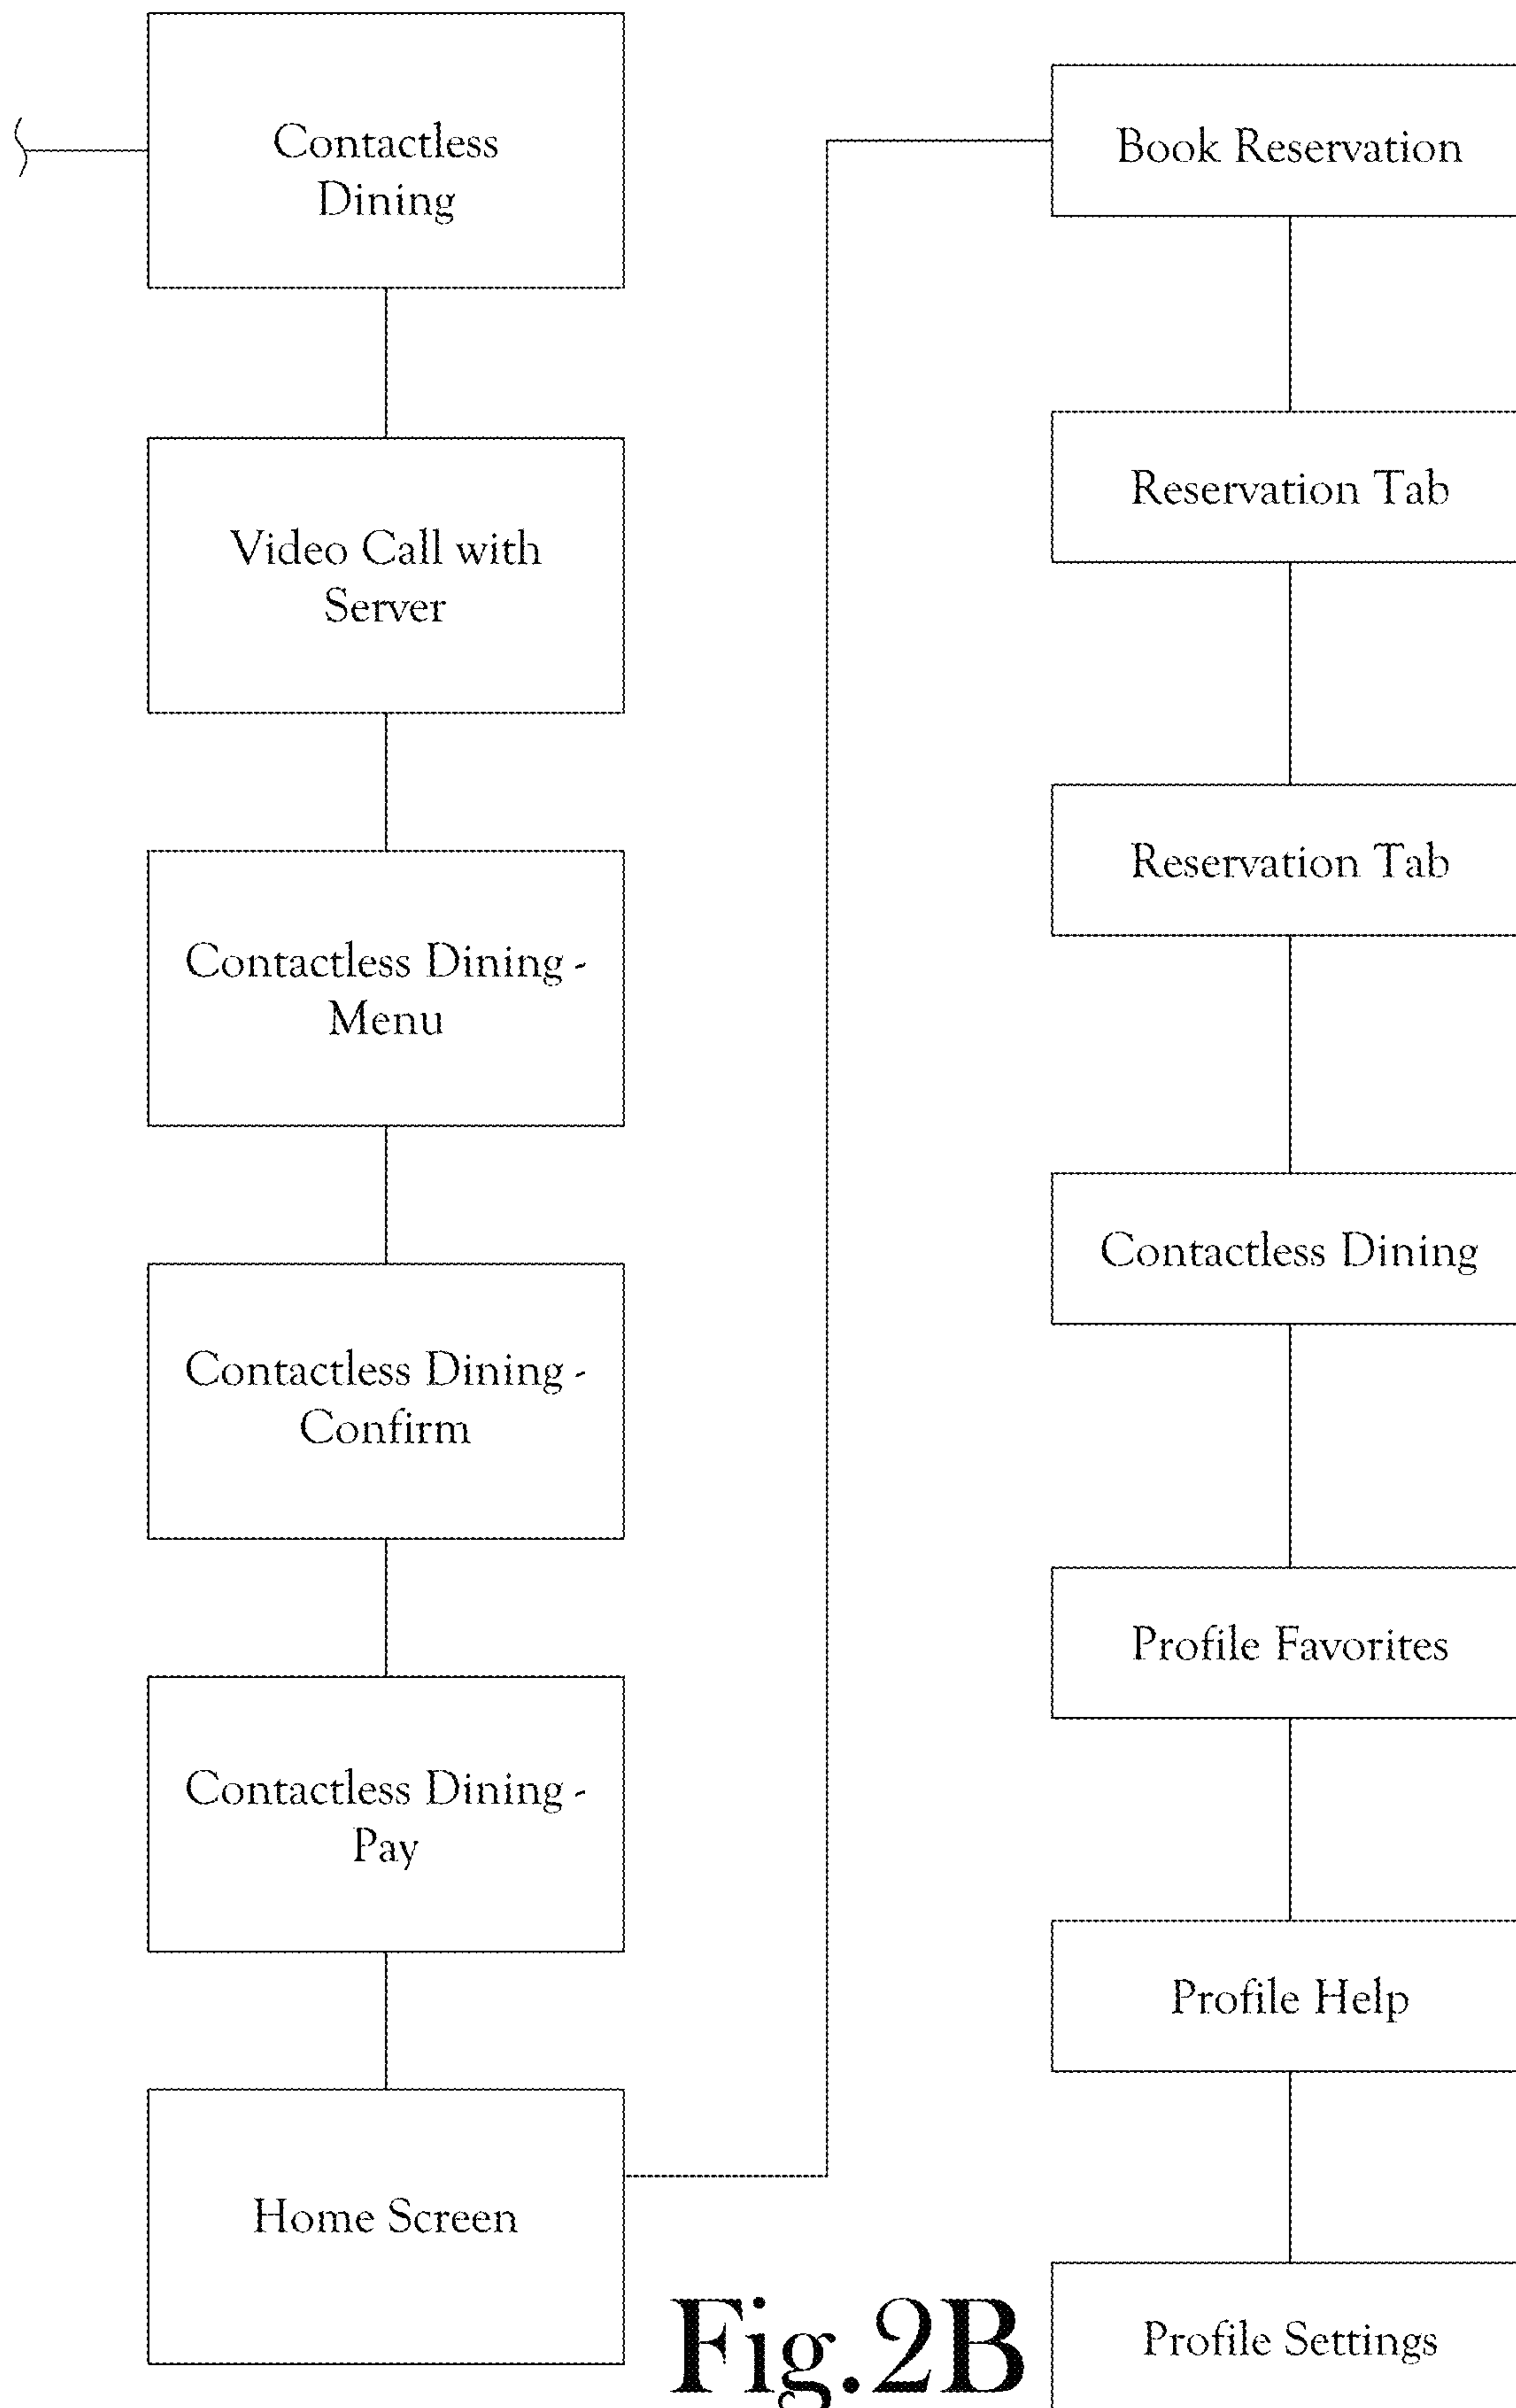 Contactless
Dining
Video Call with
Server
Contactless Dining -
Menu
Contactless Dining -
Confirm
Contactless Dining -
Pay
Home Screen
Book Reservation
Reservation Tab
Reservation Tab
Contactless Dining
Profile Favorites
Profile Help
Profile Settings
Fig.2B